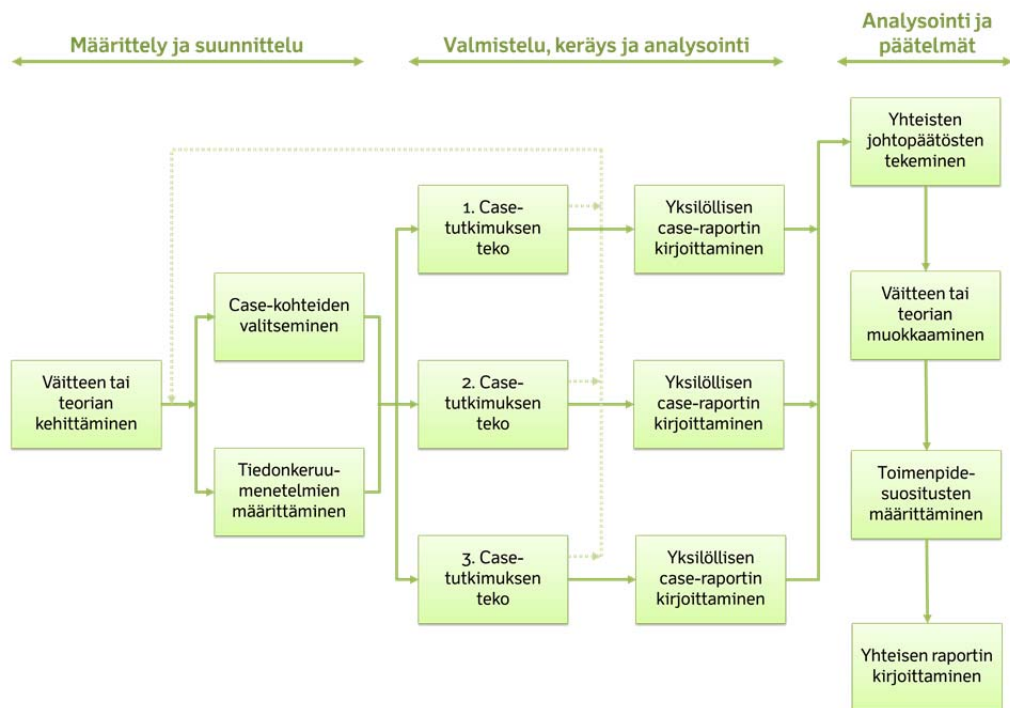 Määrittely ja suunnittelu
Valmistelu, keräys ja analysointi
Analysointi ja
päätelmät
Väitteen tai
teorian
kehittäminen
Case-kohteiden
valitseminen
Tiedonkeruu-
menetelmien
määrittäminen
1. Case-
tutkimuksen
teko
2. Case-
tutkimuksen
teko
3. Case-
tutkimuksen
teko
Yksilöllisen
case-raportin
kirjoittaminen
Yksilöllisen
case-raportin
kirjoittaminen
Yksilöllisen
case-raportin
kirjoittaminen
Yhteisten
johtopäätösten
tekeminen
Väitteen tai
teorian
muokkaaminen
Toimenpide-
suositusten
määrittäminen
Yhteisen raportin
kirjoittaminen